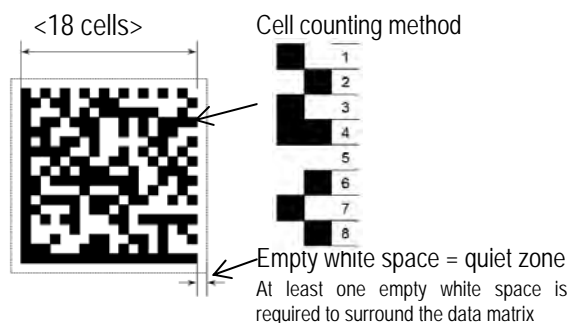 <18 cells>
Cell counting method
1
2
3
4
5
6
7
8
Empty white space = quiet zone
At least one empty white space is
required to surround the data matrix